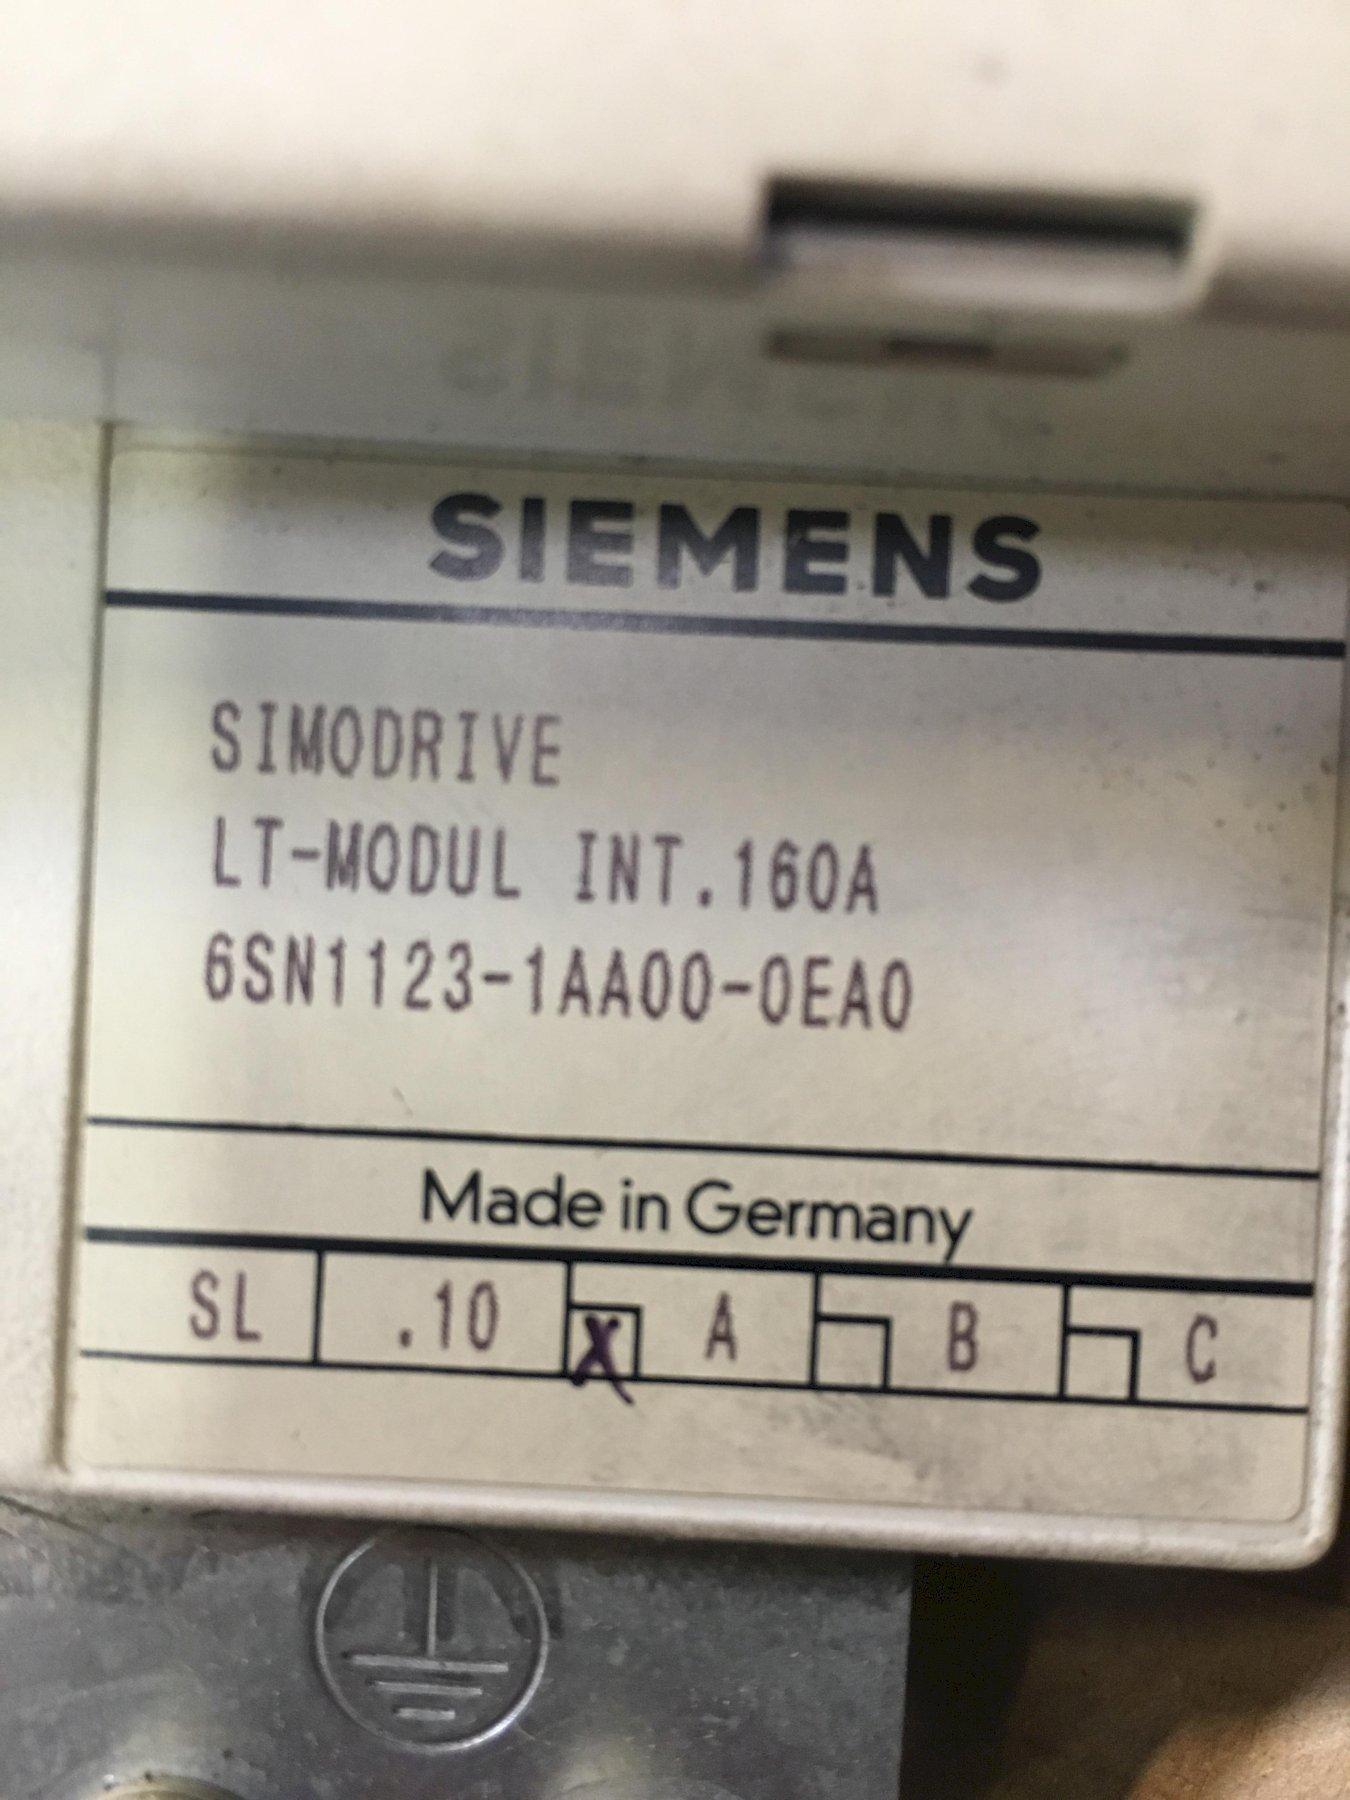 SIEMENS
SIMODRIVE
LT-MODUL INT.160A
6SN1123-1AA00-0EA0
Made in Germany
SL .10 X A B C